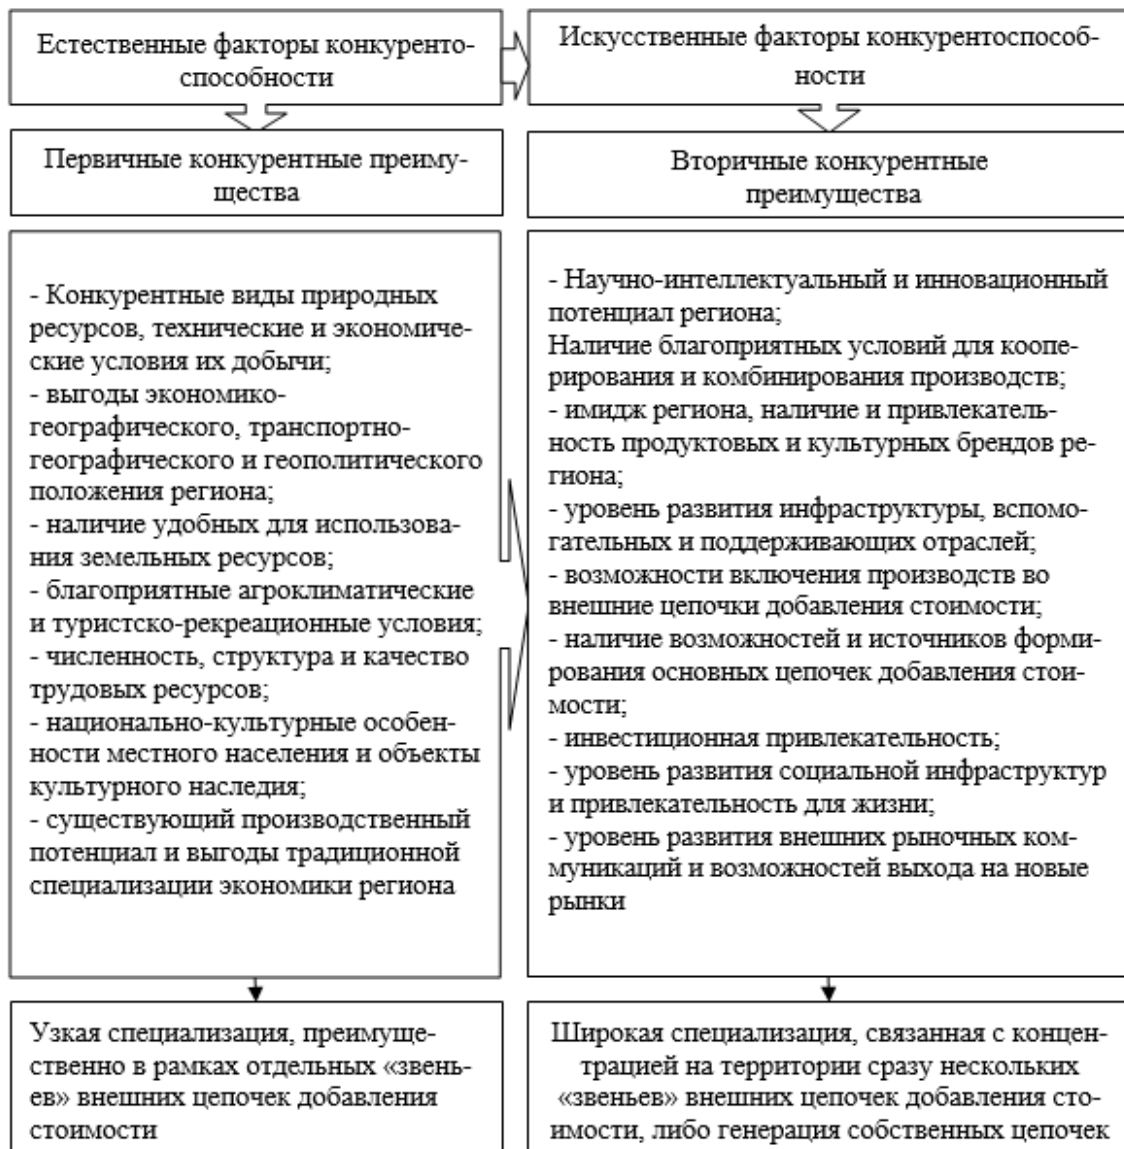 Естественные факторы конкуренто-
способности
Искусственные факторы конкурентоспособ-
ности
Первичные конкурентные преиму-
щества
Вторичные конкурентные
преимущества
- Конкурентные виды природных
ресурсов, технические и экономиче-
ские условия их добычи;
- выгоды экономико-
географического, транспортно-
географического и геополитического
положения региона;
- наличие удобных для использова-
ния земельных ресурсов;
- благоприятные агроклиматические
и туристско-рекреационные условия;
- численность, структура и качество
трудовых ресурсов;
- национально-культурные особен-
ности местного населения и объекты
культурного наследия;
- существующий производственный
потенциал и выгоды традиционной
специализации экономики региона
- Научно-интеллектуальный и инновационный
потенциал региона;
Наличие благоприятных условий для коопе-
рирования и комбинирования производств;
- имидж региона, наличие и привлекатель-
ность продуктовых и культурных брендов ре-
гиона;
- уровень развития инфраструктуры, вспомо-
гательных и поддерживающих отраслей;
- возможности включения производств во
внешние цепочки добавления стоимости;
- наличие возможностей и источников форми-
рования основных цепочек добавления стои-
мости;
- инвестиционная привлекательность;
- уровень развития социальной инфраструктур
и привлекательность для жизни;
- уровень развития внешних рыночных ком-
муникаций и возможностей выхода на новые
рынки
Узкая специализация, преимуще-
ственно в рамках отдельных «звень-
ев» внешних цепочек добавления
стоимости
Широкая специализация, связанная с концен-
трацией на территории сразу нескольких
«звеньев» внешних цепочек добавления сто-
имости, либо генерация собственных цепочек